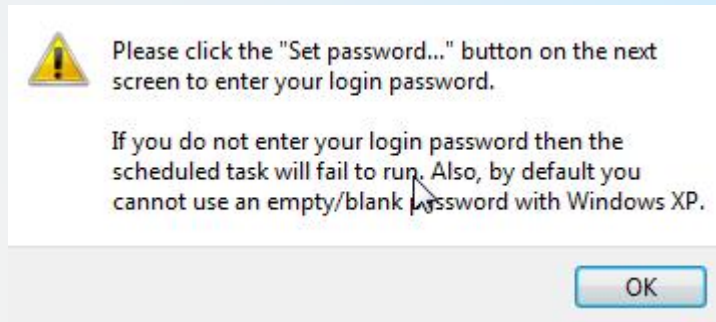 Please click the "Set password..." button on the next
screen to enter your login password.
If you do not enter your login password then the
scheduled task will fail to run. Also, by default you
cannot use an empty/blank password with Windows XP.
OK